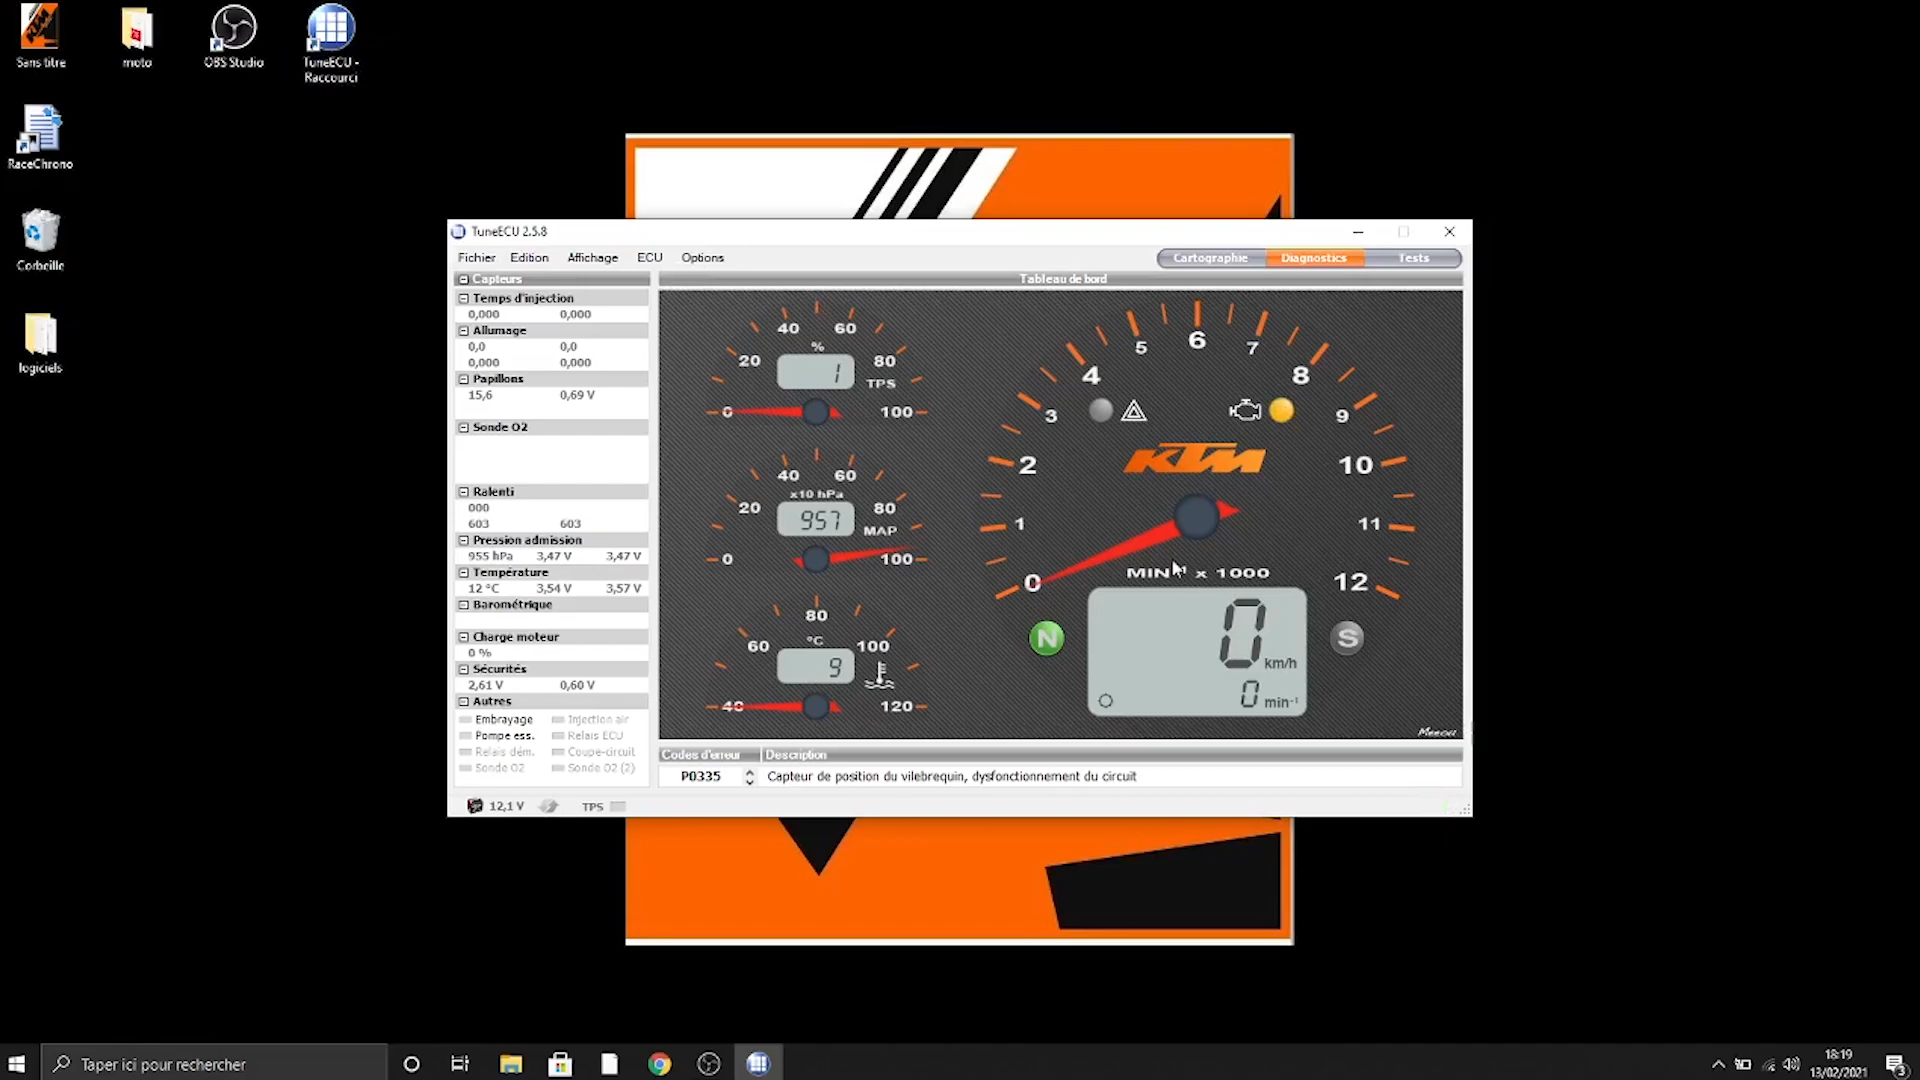 Sans titre
moto
OBS Studio
TuneECU -
Raccourci
RaceChrono
Corbeille
logiciels
TuneECU 2.5.8
Fichier Edition Affichage ECU Options
Cartographie Diagnostics Tests
Capteurs
Temps d'injection
0,000 0,000
Allumage
0,0 0,0
0,000 0,000
Papillons
15,6 0,69 V
Sonde O2
Ralenti
000
603 603
Pression admission
955 hPa 3,47 V 3,47 V
Température
12 °C 3,54 V 3,57 V
Barométrique
Charge moteur
0 %
Sécurités
2,61 V 0,60 V
Autres
Embrayage Injection air
Pompe ess. Relais ECU
Relais dém. Coupe-circuit
Sonde O2 Sonde O2 (2)
Tableau de bord
40 60
%
20 1 80
TPS
0 100
40 60
x10 hPa
20 957 80
MAP
0 100
80
60 °C 100
9
40 120
0 1 2 3 4 5 6 7 8 9 10 11 12
KTM
MIN-1 x 1000
N
0 km/h
0 min-1
S
Codes d'erreur Description
P0335 Capteur de position du vilebrequin, dysfonctionnement du circuit
12,1 V TPS
Taper ici pour rechercher
18:19
13/02/2021
3